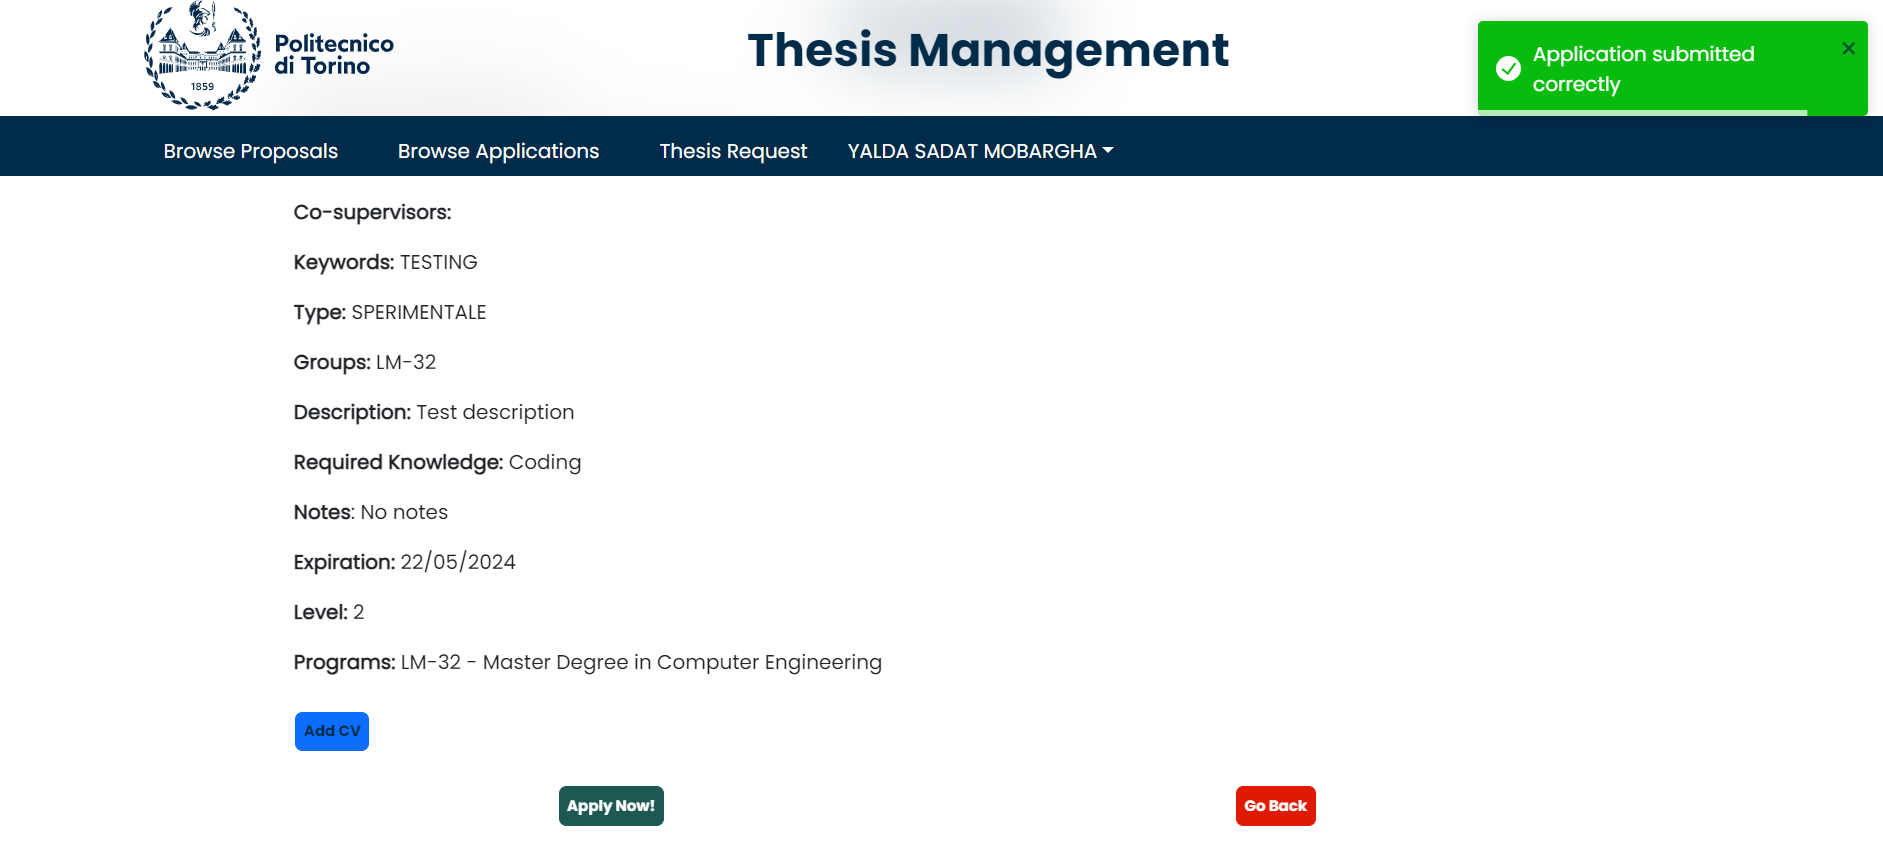 1859
Politecnico
di Torino
Thesis Management
Application submitted
correctly
Browse Proposals
Browse Applications
Thesis Request
YALDA SADAT MOBARGHA
Co-supervisors:
Keywords: TESTING
Type: SPERIMENTALE
Groups: LM-32
Description: Test description
Required Knowledge: Coding
Notes: No notes
Expiration: 22/05/2024
Level: 2
Programs: LM-32 - Master Degree in Computer Engineering
Add CV
Apply Now!
Go Back